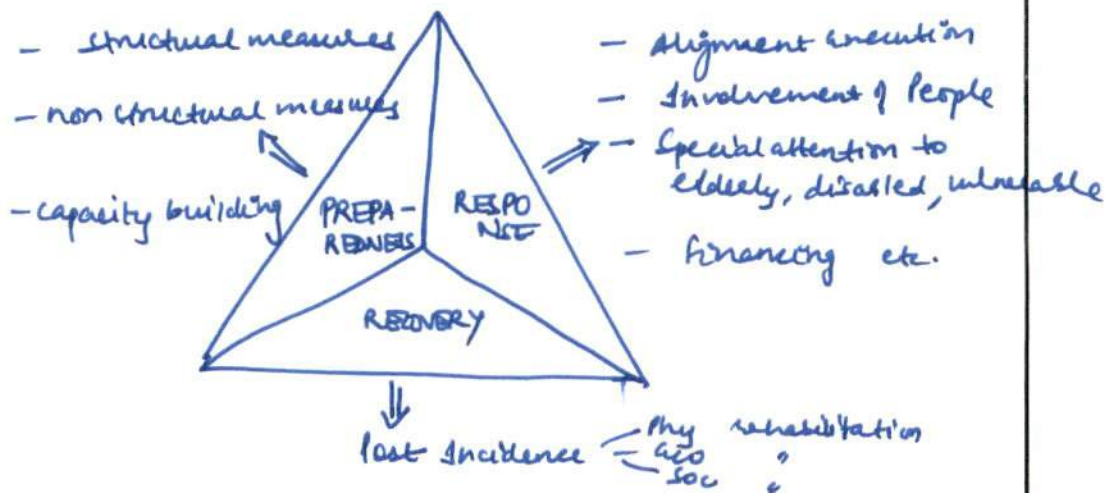 - structural measures
- non structural measures
- capacity building
PREPA-
REDNESS
RESPO
NSE
RECOVERY
- Alignment execution
- Involvement of People
- Special attention to
elderly, disabled, vulnerable
- Financing etc.
Post Incidence
Phy rehabilitation
eco "
soc "